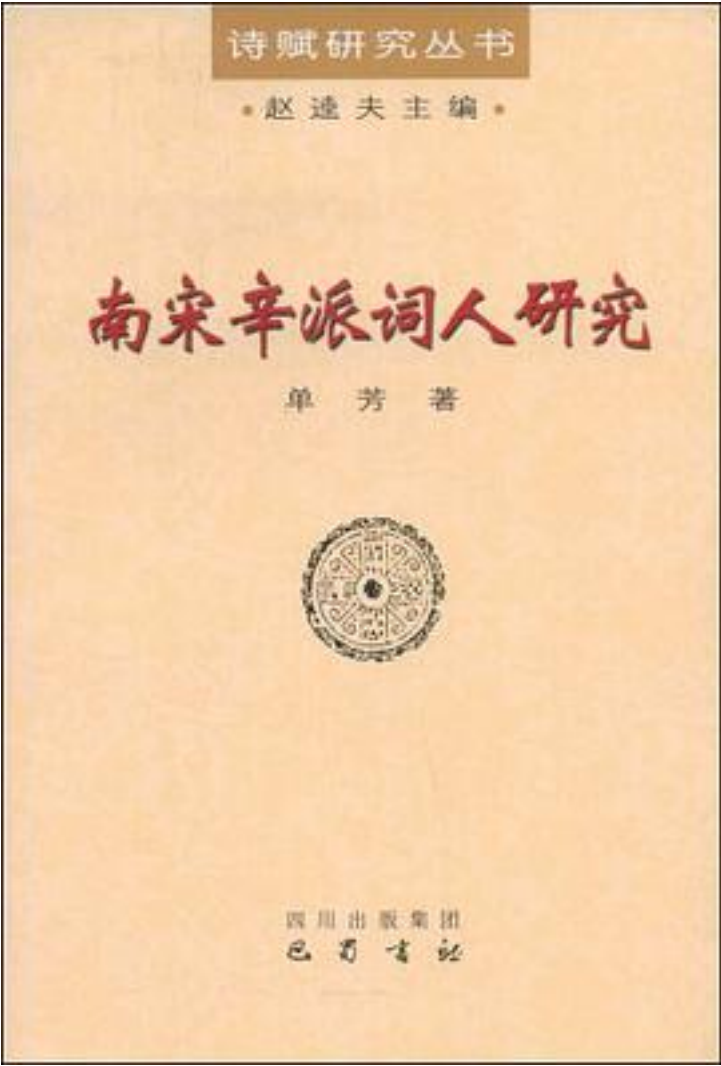 诗赋研究丛书
·赵逵夫主编·
南宋辛派词人研究
单芳著
四川出版集团
巴蜀书社